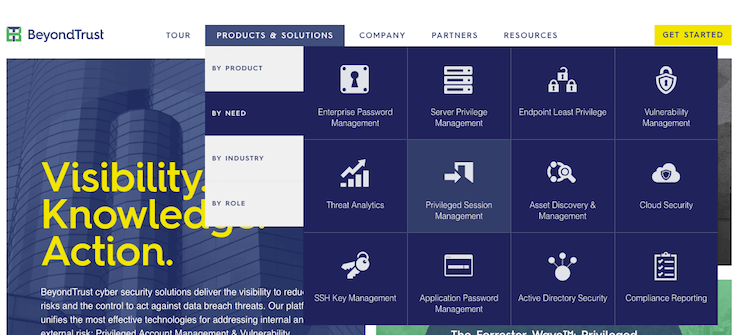 BeyondTrust
TOUR
PRODUCTS & SOLUTIONS
COMPANY
PARTNERS
RESOURCES
GET STARTED
BY PRODUCT
BY NEED
BY INDUSTRY
BY ROLE
Enterprise Password
Management
Server Privilege
Management
Endpoint Least Privilege
Vulnerability
Management
Threat Analytics
Privileged Session
Management
Asset Discovery &
Management
Cloud Security
SSH Key Management
Application Password
Management
Active Directory Security
Compliance Reporting
Visibility.
Knowledge.
Action.
BeyondTrust cyber security solutions deliver the visibility to redu
risks and the control to act against data breach threats. Our platf
unifies the most effective technologies for addressing internal an
external risk: Privileged Account Management & Vulnerability
The Forrester Wave™: Privileged